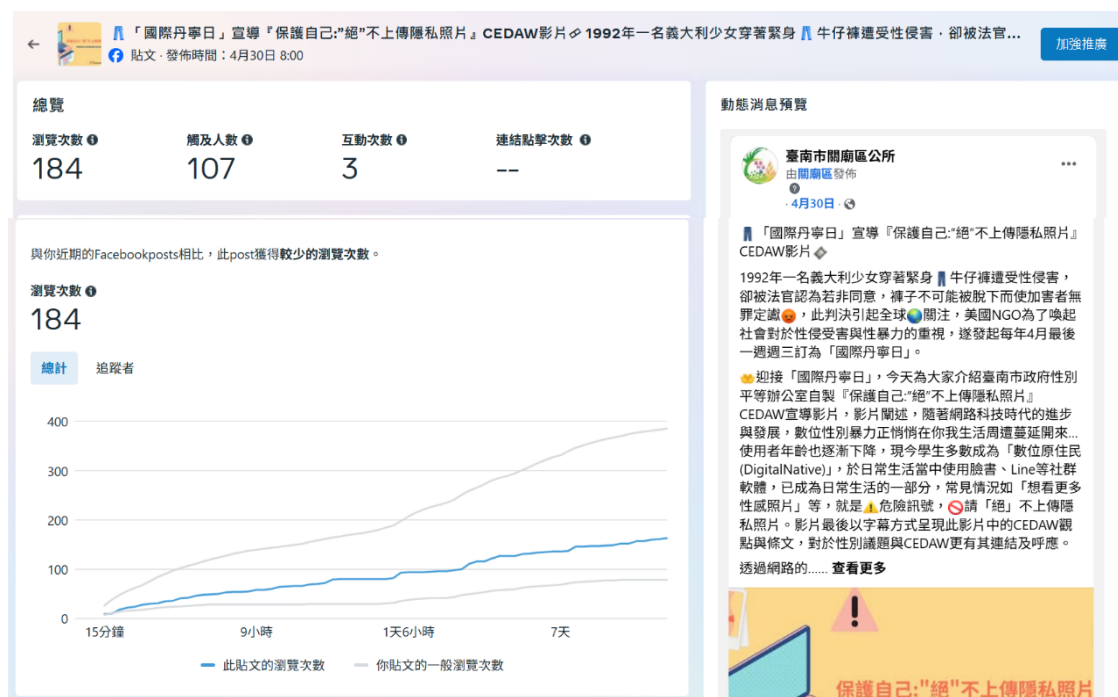 👖「國際丹寧日」宣導『保護自己:"絕"不上傳隱私照片』CEDAW影片🔗1992年一名義大利少女穿著緊身👖牛仔褲遭受性侵害，卻被法官...
貼文 · 發佈時間：4月30日 8:00
加強推廣
總覽
瀏覽次數
觸及人數
互動次數
連結點擊次數
184
107
3
--
與你近期的Facebookposts相比，此post獲得較少的瀏覽次數。
瀏覽次數
184
總計
追蹤者
400
300
200
100
0
15分鐘
9小時
1天6小時
7天
此貼文的瀏覽次數
你貼文的一般瀏覽次數
動態消息預覽
臺南市關廟區公所
由關廟區發佈
· 4月30日 ·
👖「國際丹寧日」宣導『保護自己:"絕"不上傳隱私照片』
CEDAW影片
1992年一名義大利少女穿著緊身👖牛仔褲遭受性侵害，
卻被法官認為若非同意，褲子不可能被脫下而使加害者無
罪定讞😡，此判決引起全球🌏關注，美國NGO為了喚起
社會對於性侵受害與性暴力的重視，遂發起每年4月最後
一週週三訂為「國際丹寧日」。
🤲迎接「國際丹寧日」，今天為大家介紹臺南市政府性別
平等辦公室自製『保護自己:"絕"不上傳隱私照片』
CEDAW宣導影片，影片闡述，隨著網路科技時代的進步
與發展，數位性別暴力正悄悄在你我生活周遭蔓延開來...
使用者年齡也逐漸下降，現今學生多數成為「數位原住民
(DigitalNative)」，於日常生活當中使用臉書、Line等社群
軟體，已成為日常生活的一部分，常見情況如「想看更多
性感照片」等，就是⚠️危險訊號，🚫請「絕」不上傳隱
私照片。影片最後以字幕方式呈現此影片中的CEDAW觀
點與條文，對於性別議題與CEDAW更有其連結及呼應。
透過網路的...... 查看更多
保護自己:"絕"不上傳隱私照片